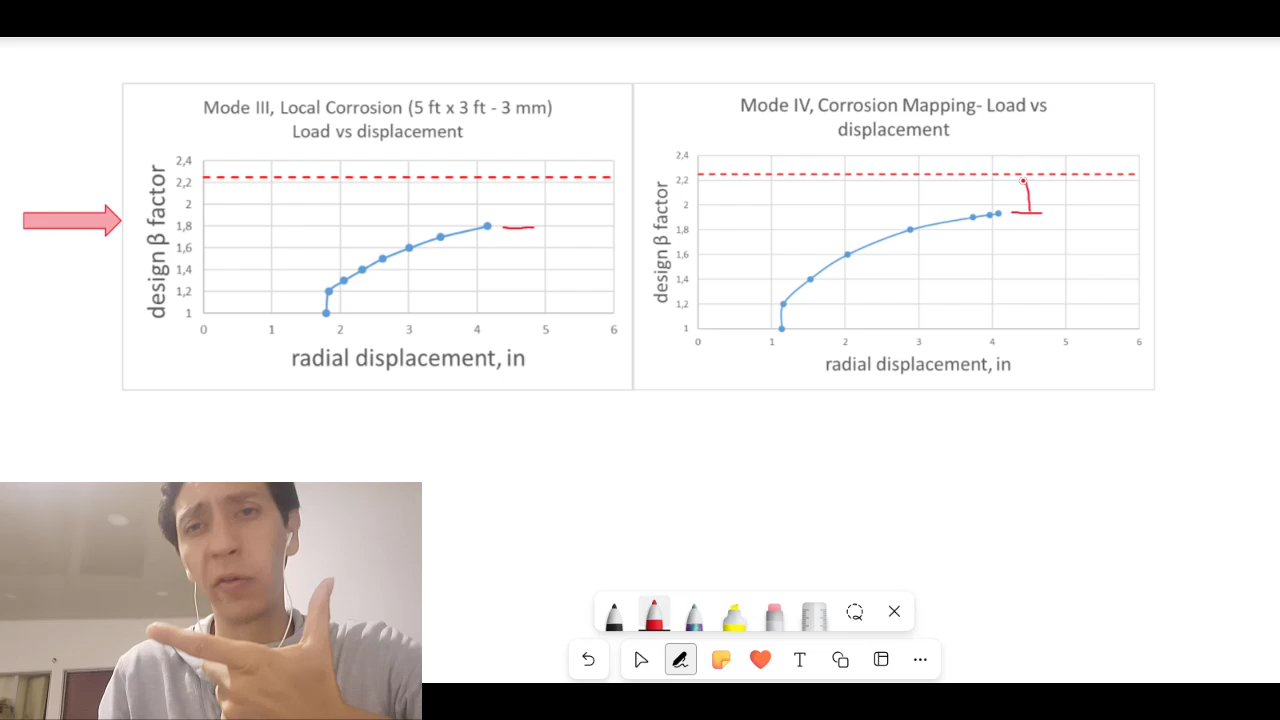 Mode III, Local Corrosion (5 ft x 3 ft - 3 mm)
Load vs displacement
design β factor
2,4
2,2
2
1,8
1,6
1,4
1,2
1
0 1 2 3 4 5 6
radial displacement, in
Mode IV, Corrosion Mapping- Load vs
displacement
design β factor
2,4
2,2
2
1,8
1,6
1,4
1,2
1
0 1 2 3 4 5 6
radial displacement, in
T